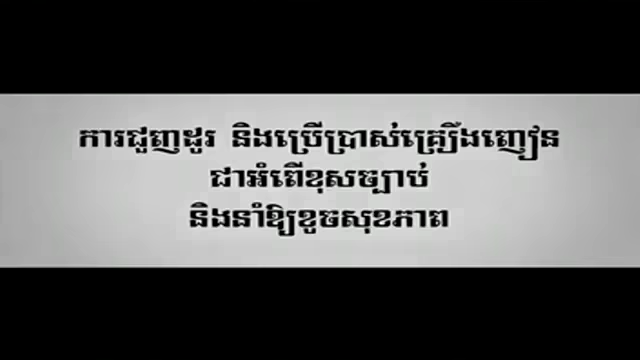 ការជួញដូរ និងប្រើប្រាស់គ្រឿងញៀន
ជាអំពើខុសច្បាប់
និងនាំឱ្យខូចសុខភាព